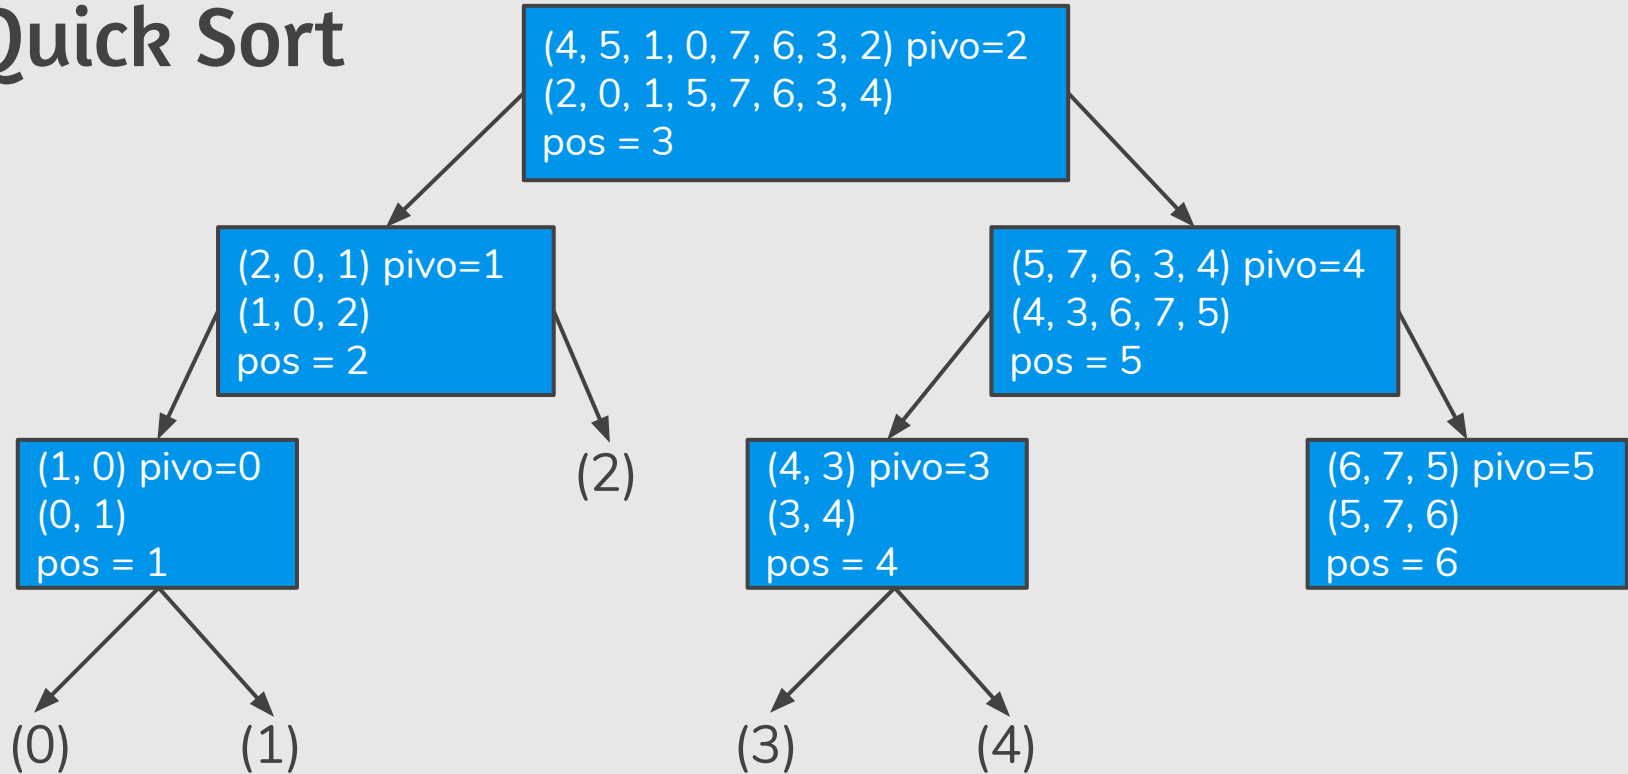 Quick Sort
(4, 5, 1, 0, 7, 6, 3, 2) pivo=2
(2, 0, 1, 5, 7, 6, 3, 4)
pos = 3
(2, 0, 1) pivo=1
(1, 0, 2)
pos = 2
(5, 7, 6, 3, 4) pivo=4
(4, 3, 6, 7, 5)
pos = 5
(1, 0) pivo=0
(0, 1)
pos = 1
(2)
(4, 3) pivo=3
(3, 4)
pos = 4
(6, 7, 5) pivo=5
(5, 7, 6)
pos = 6
(0)
(1)
(3)
(4)